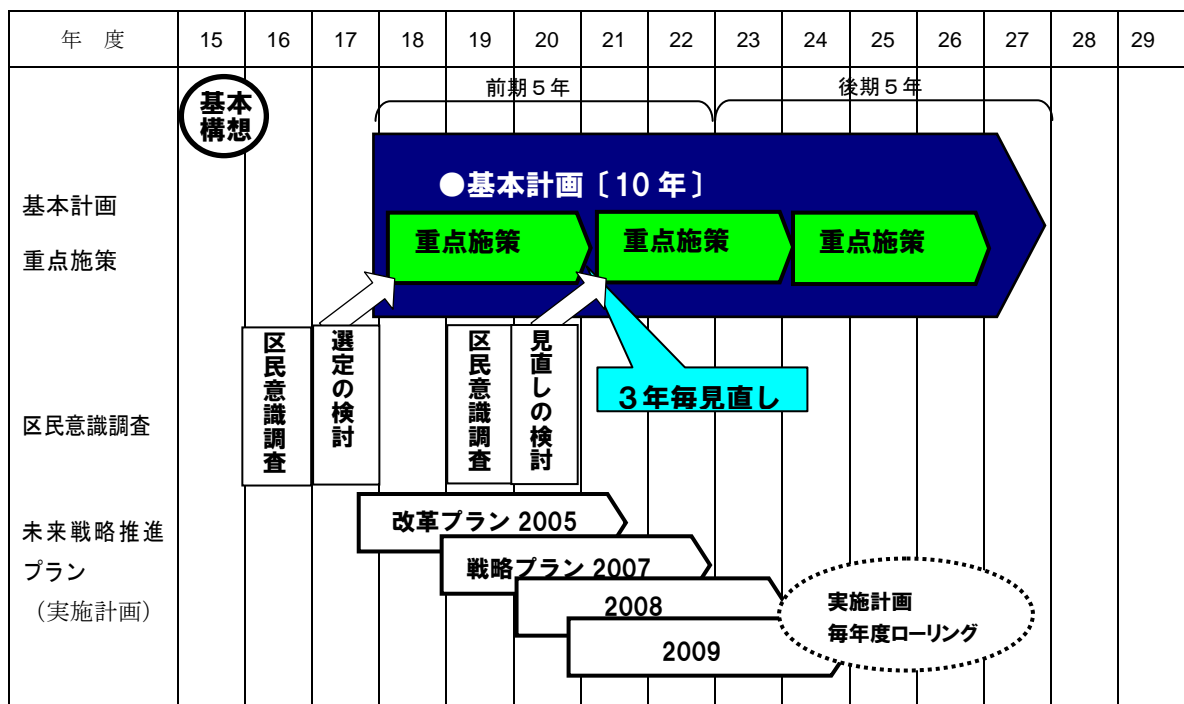 年 度 15 16 17 18 19 20 21 22 23 24 25 26 27 28 29
前期5年 後期5年
基本
構想
●基本計画〔10 年〕
基本計画
重点施策
重点施策 重点施策 重点施策
区民意識調査
選定の検討
区民意識調査
見直しの検討
3年毎見直し
区民意識調査
未来戦略推進
プラン
（実施計画）
改革プラン 2005
戦略プラン 2007
2008
2009
実施計画
毎年度ローリング